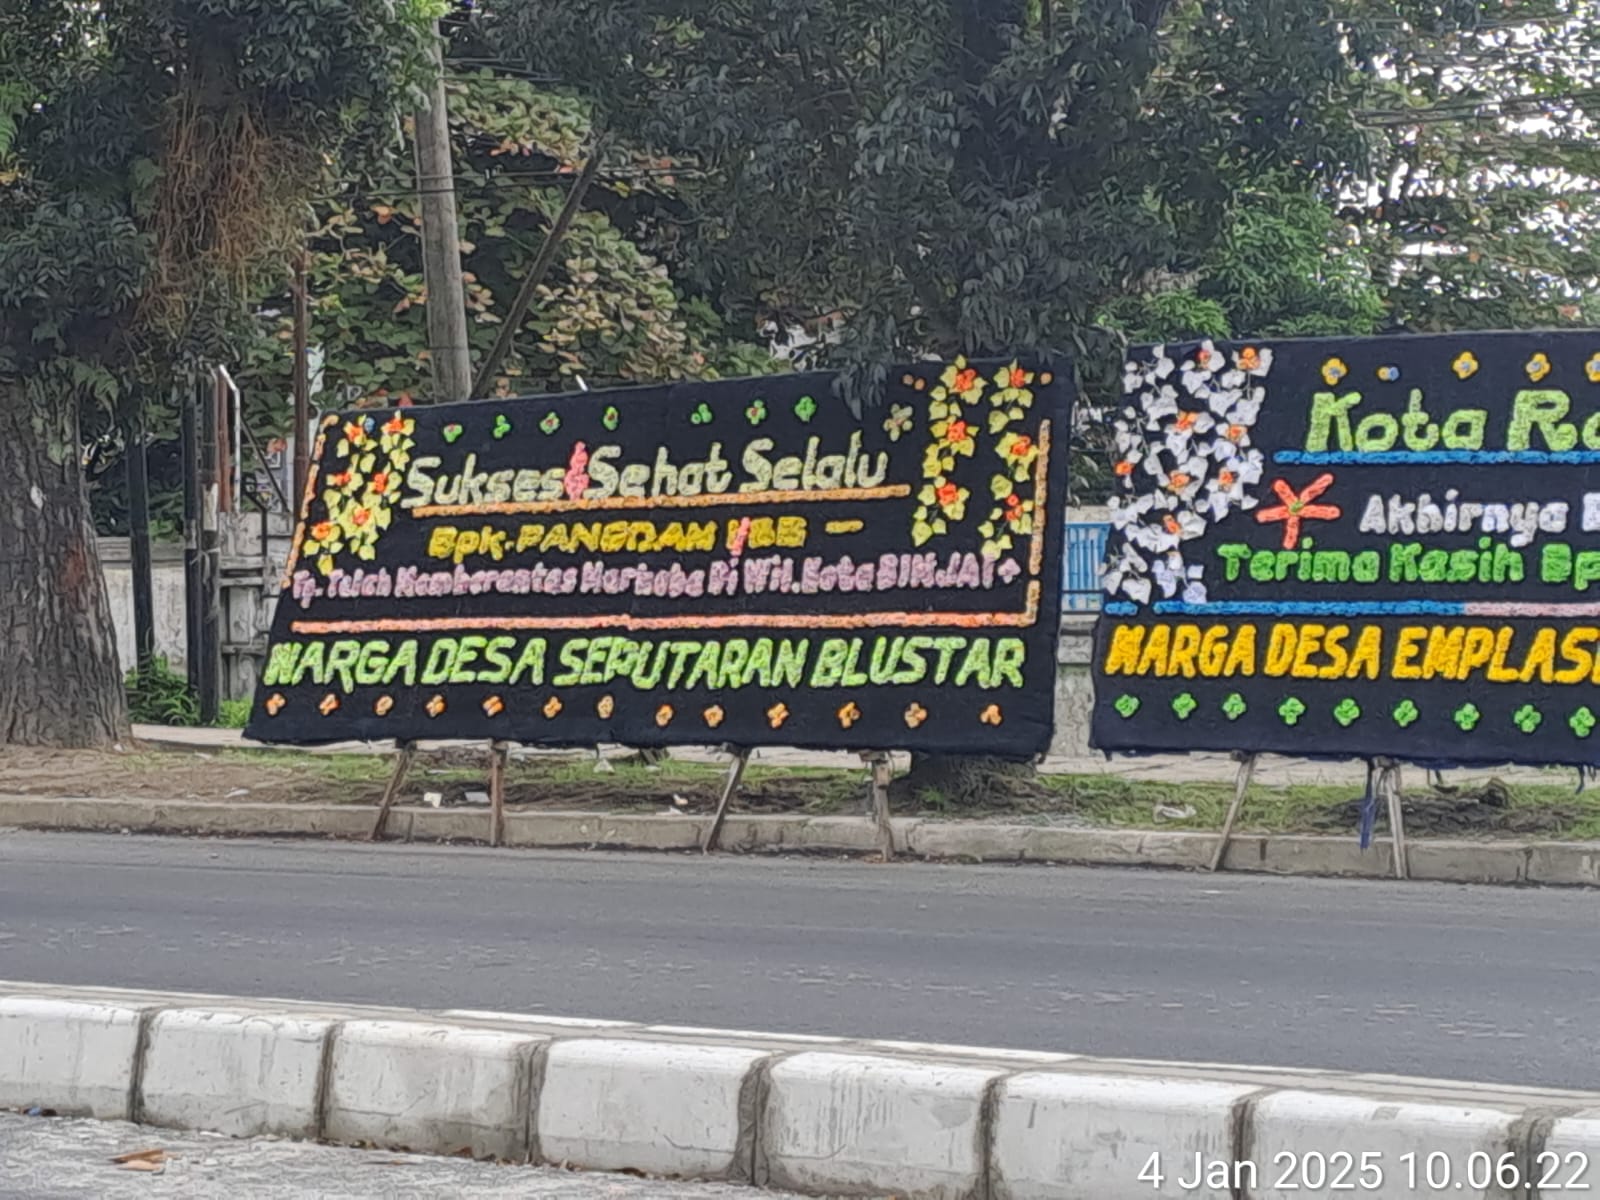 Sukses & Sehat Selalu
Bpk. PANGDAM I BB
Tp. Telah Memberantas Narkoba Di Wil. Kota BINJAI
WARGA DESA SEPUTARAN BLUSTAR
Kota
Akhirnya
Terima Kasih Bp
WARGA DESA
4 Jan 2025 10.06.22